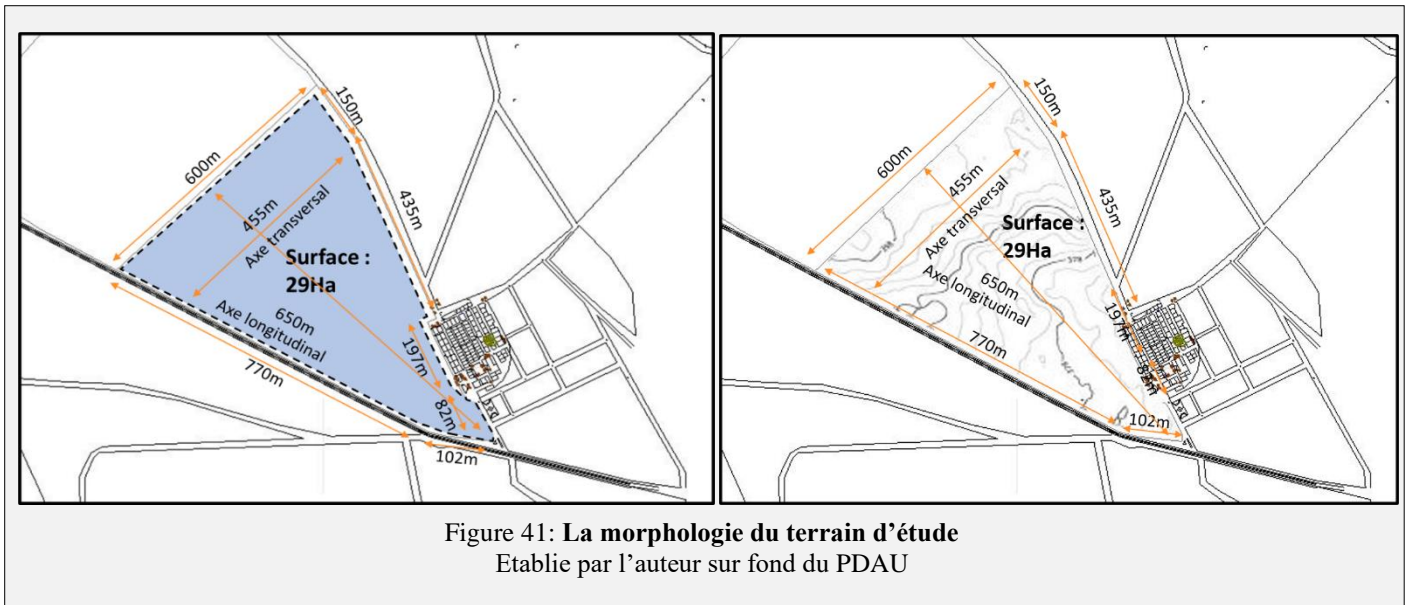 150m
600m
455m
Axe transversal
435m
Surface :
29Ha
650m
Axe longitudinal
197m
770m
82m
102m
150m
600m
455m
Axe transversal
435m
Surface :
29Ha
650m
Axe longitudinal
197m
770m
82m
102m
Figure 41: La morphologie du terrain d’étude
Etablie par l’auteur sur fond du PDAU